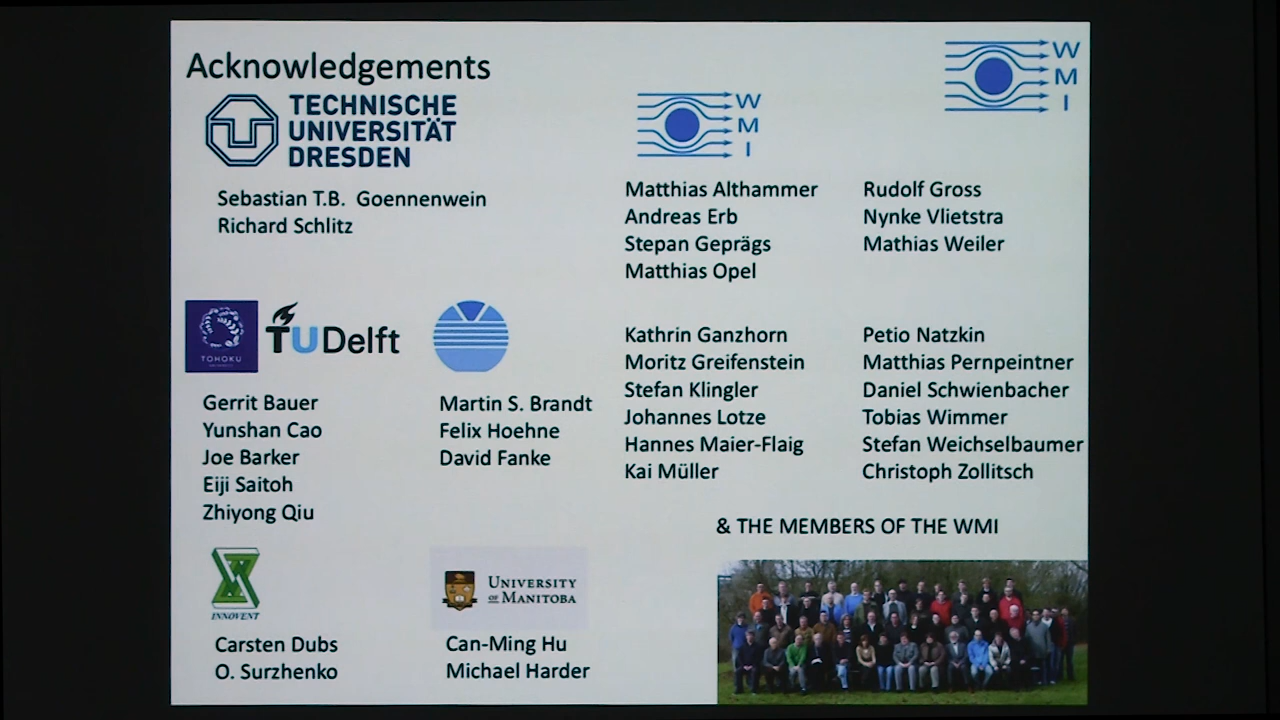 Acknowledgements
W
M
I
TECHNISCHE
UNIVERSITÄT
DRESDEN
W
M
I
Sebastian T.B. Goennenwein
Richard Schlitz
Matthias Althammer
Andreas Erb
Stepan Geprägs
Matthias Opel
Rudolf Gross
Nynke Vlietstra
Mathias Weiler
TOHOKU
TU Delft
Gerrit Bauer
Yunshan Cao
Joe Barker
Eiji Saitoh
Zhiyong Qiu
Martin S. Brandt
Felix Hoehne
David Fanke
Kathrin Ganzhorn
Moritz Greifenstein
Stefan Klingler
Johannes Lotze
Hannes Maier-Flaig
Kai Müller
Petio Natzkin
Matthias Pernpeintner
Daniel Schwienbacher
Tobias Wimmer
Stefan Weichselbaumer
Christoph Zollitsch
& THE MEMBERS OF THE WMI
INNOVENT
Carsten Dubs
O. Surzhenko
UNIVERSITY
OF MANITOBA
Can-Ming Hu
Michael Harder